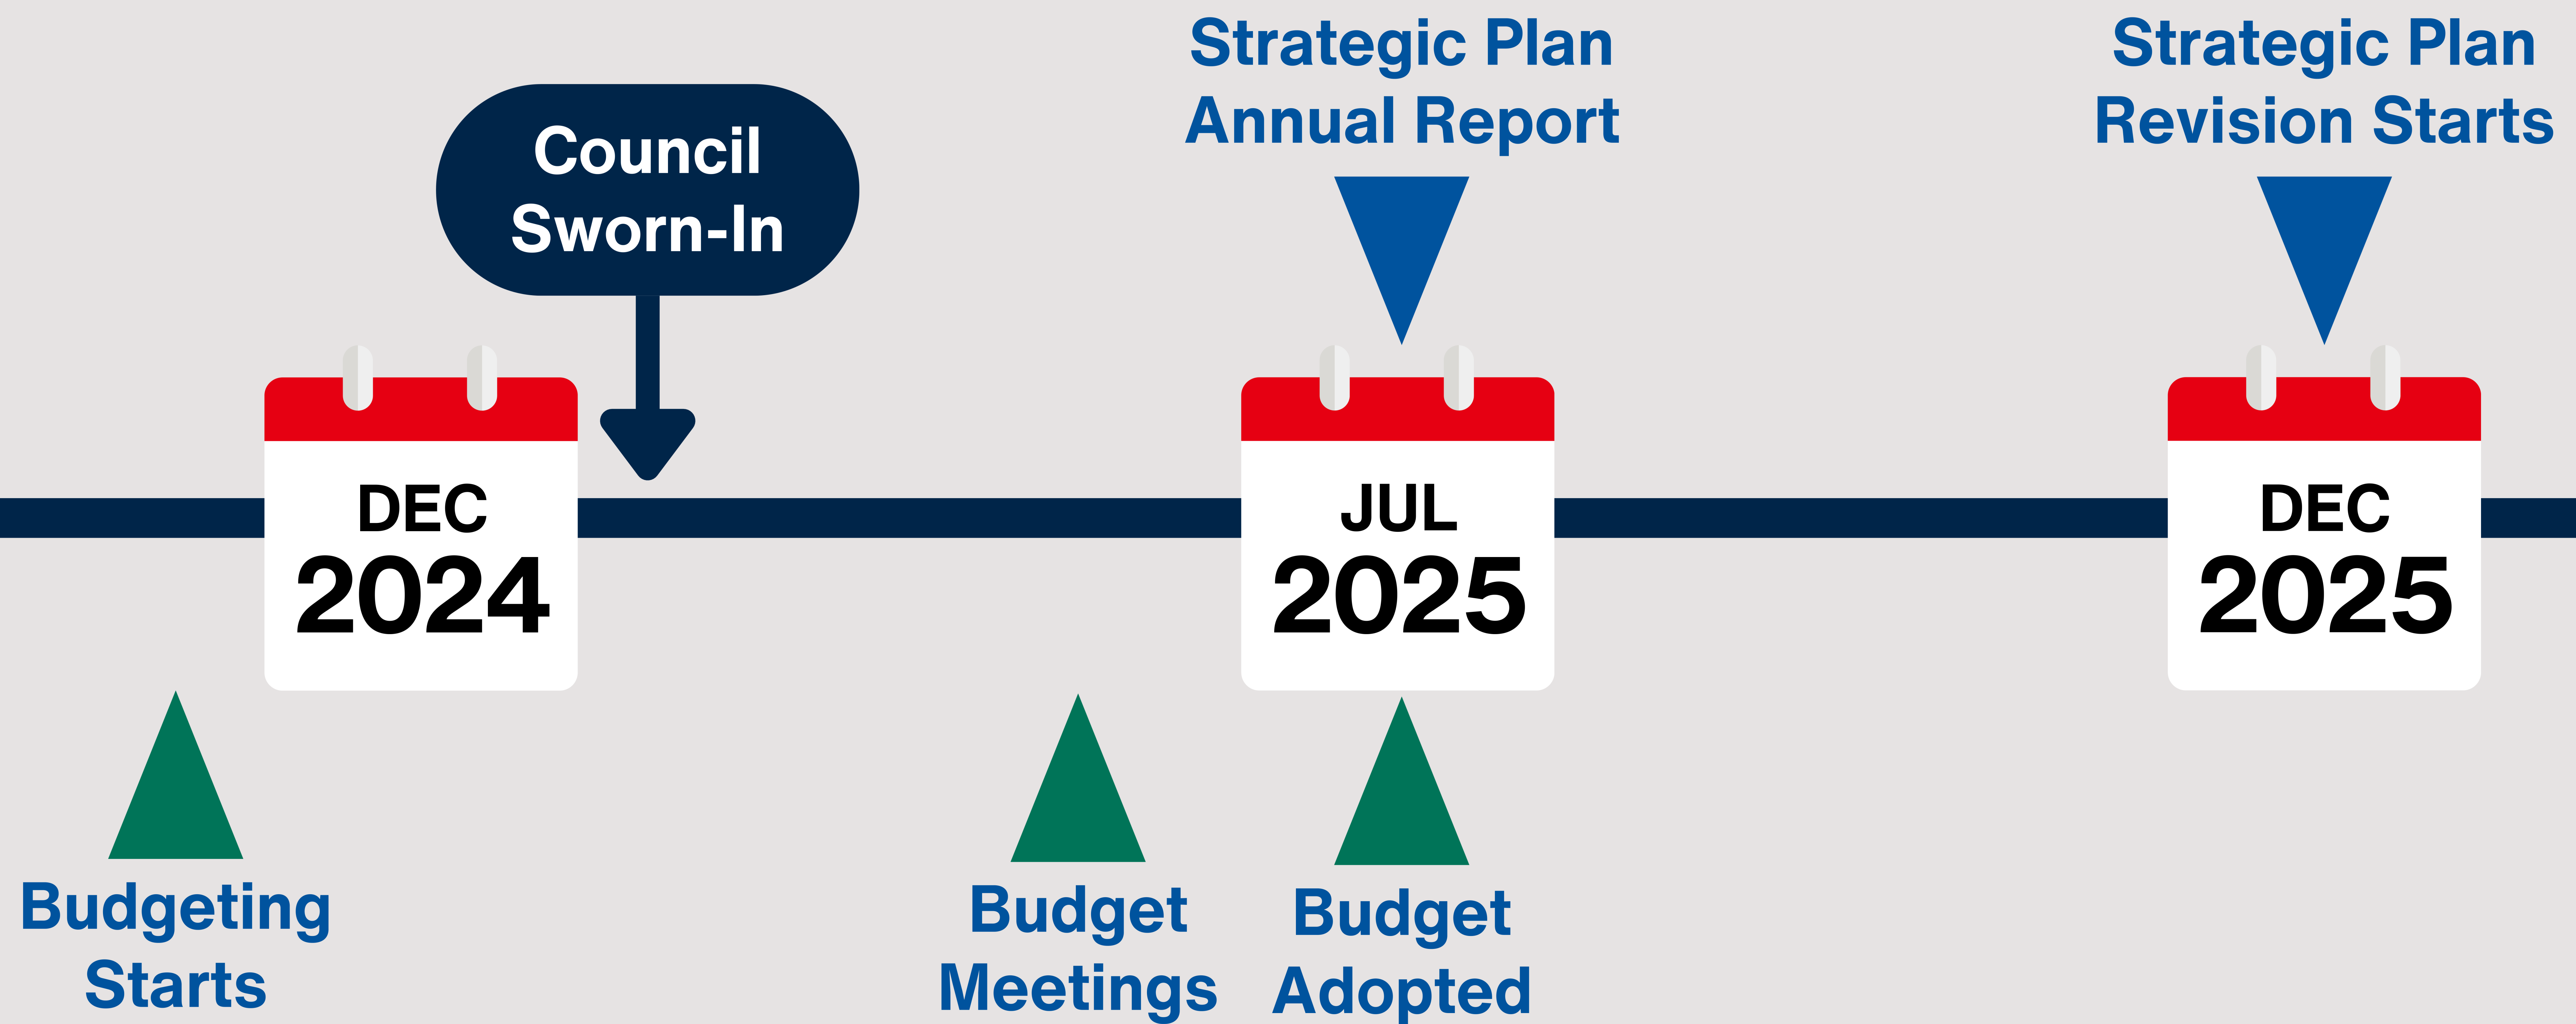 Strategic Plan
Annual Report
Strategic Plan
Revision Starts
Council
Sworn-In
DEC
2024
JUL
2025
DEC
2025
Budgeting
Starts
Budget
Meetings
Budget
Adopted